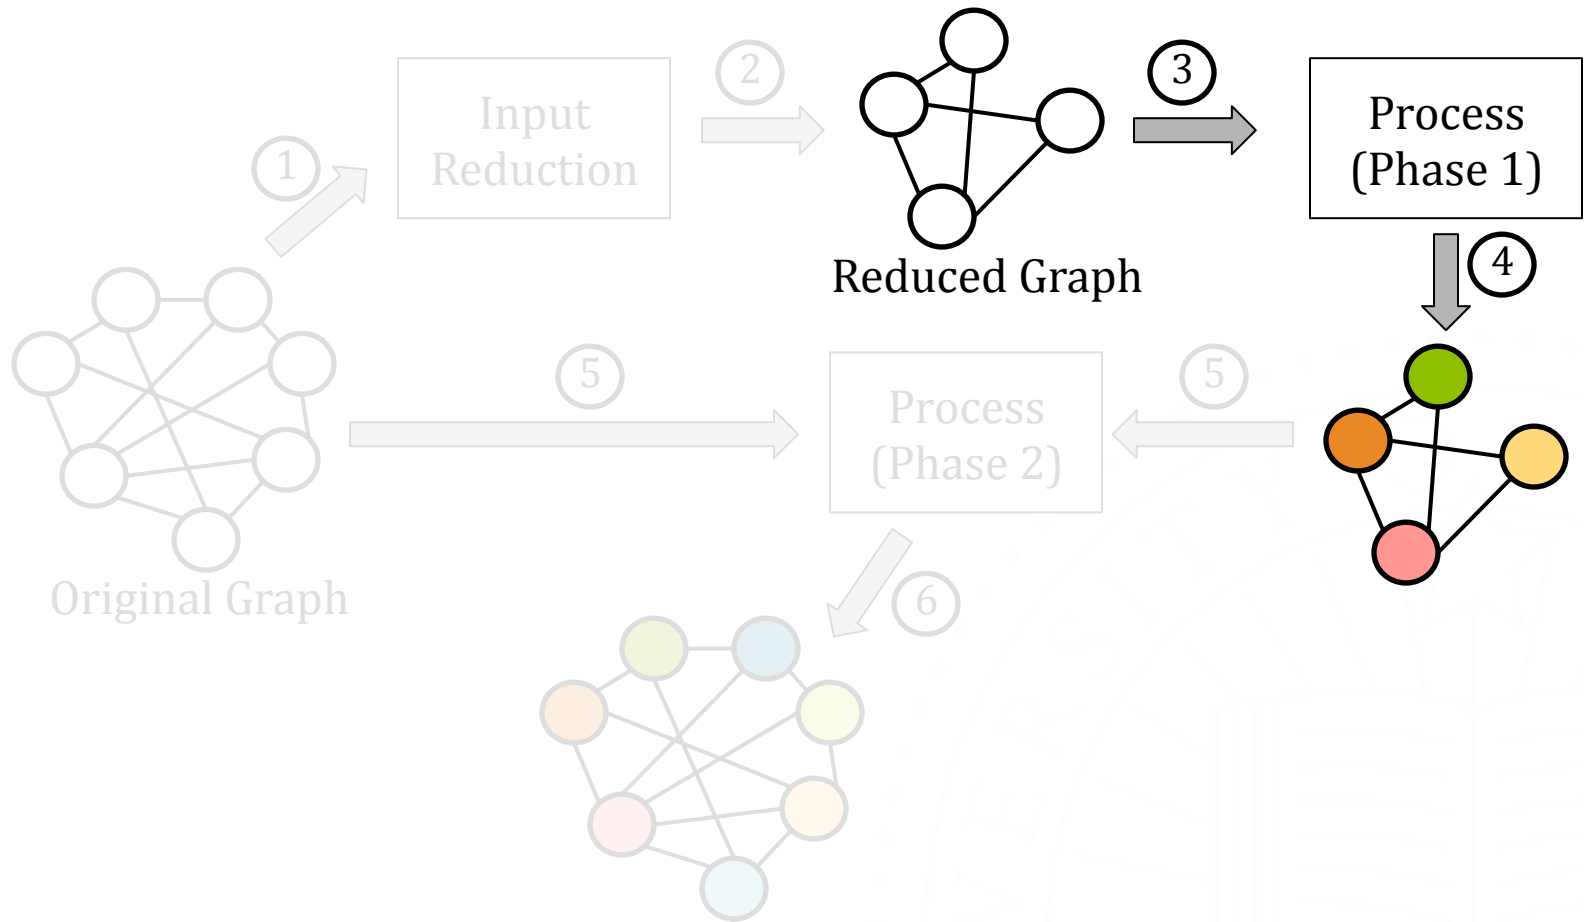 2
3
Input
Reduction
Process
(Phase 1)
1
4
Reduced Graph
5
5
Process
(Phase 2)
Original Graph
6